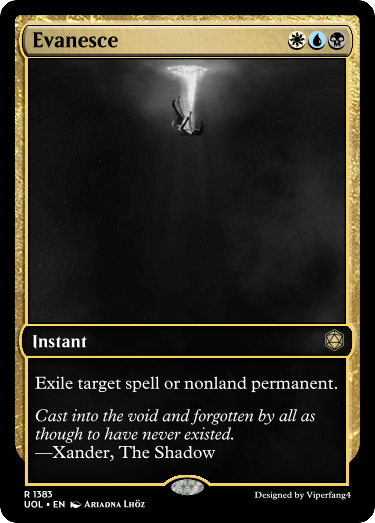 Evanesce
Instant
Exile target spell or nonland permanent.
Cast into the void and forgotten by all as
though to have never existed.
—Xander, The Shadow
R 1383
UOL • EN Ariadna Lhöz
Designed by Viperfang4